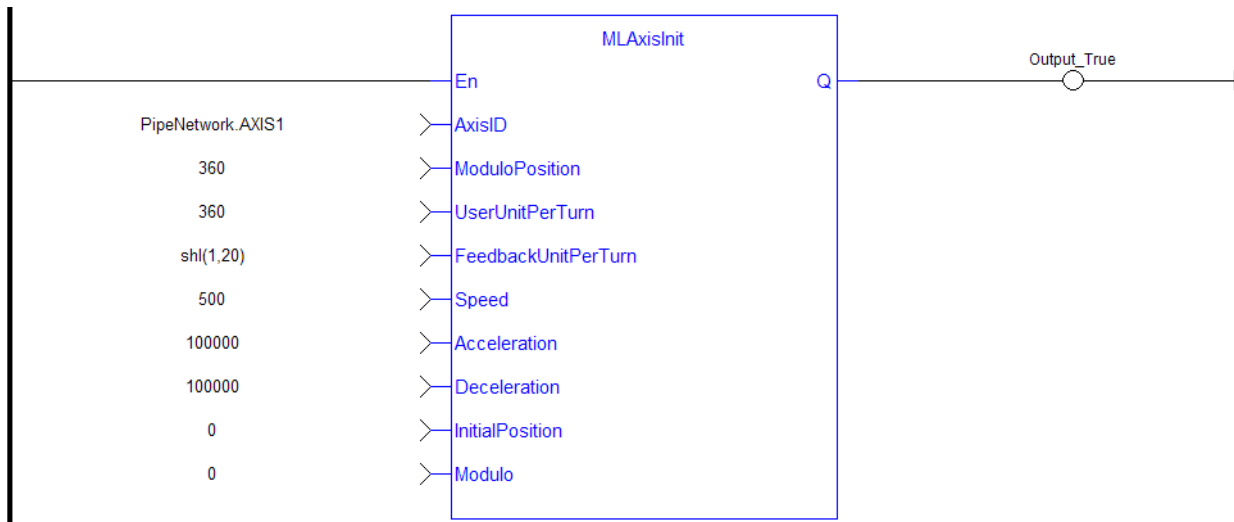 MLAxisInit
Output_True
En Q
PipeNetwork.AXIS1 AxisID
360 ModuloPosition
360 UserUnitPerTurn
shl(1,20) FeedbackUnitPerTurn
500 Speed
100000 Acceleration
100000 Deceleration
0 InitialPosition
0 Modulo